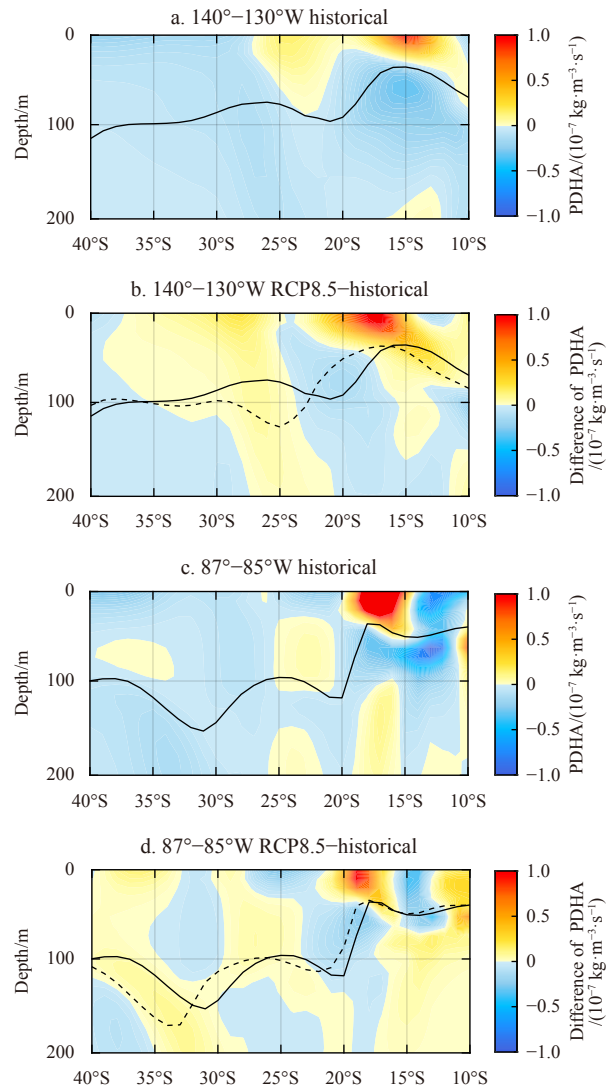 a. 140°−130°W historical
0
100
200
Depth/m
40°S 35°S 30°S 25°S 20°S 15°S 10°S
1.0
0.5
0
−0.5
−1.0
PDHA/(10⁻⁷ kg·m⁻³·s⁻¹)
b. 140°−130°W RCP8.5−historical
0
100
200
Depth/m
40°S 35°S 30°S 25°S 20°S 15°S 10°S
1.0
0.5
0
−0.5
−1.0
Difference of PDHA
/(10⁻⁷ kg·m⁻³·s⁻¹)
c. 87°−85°W historical
0
100
200
Depth/m
40°S 35°S 30°S 25°S 20°S 15°S 10°S
1.0
0.5
0
−0.5
−1.0
PDHA/(10⁻⁷ kg·m⁻³·s⁻¹)
d. 87°−85°W RCP8.5−historical
0
100
200
Depth/m
40°S 35°S 30°S 25°S 20°S 15°S 10°S
1.0
0.5
0
−0.5
−1.0
Difference of PDHA
/(10⁻⁷ kg·m⁻³·s⁻¹)